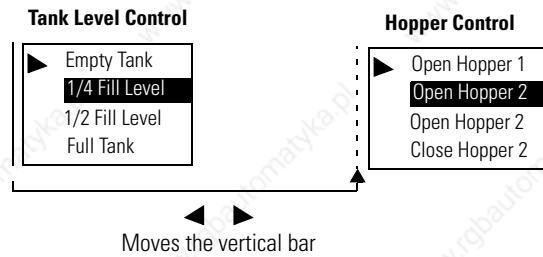 Tank Level Control
Empty Tank
1/4 Fill Level
1/2 Fill Level
Full Tank
Hopper Control
Open Hopper 1
Open Hopper 2
Open Hopper 2
Close Hopper 2
Moves the vertical bar